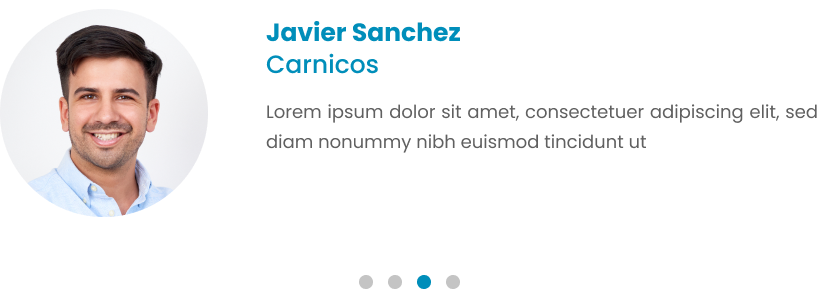 Javier Sanchez
Carnicos
Lorem ipsum dolor sit amet, consectetuer adipiscing elit, sed
diam nonummy nibh euismod tincidunt ut